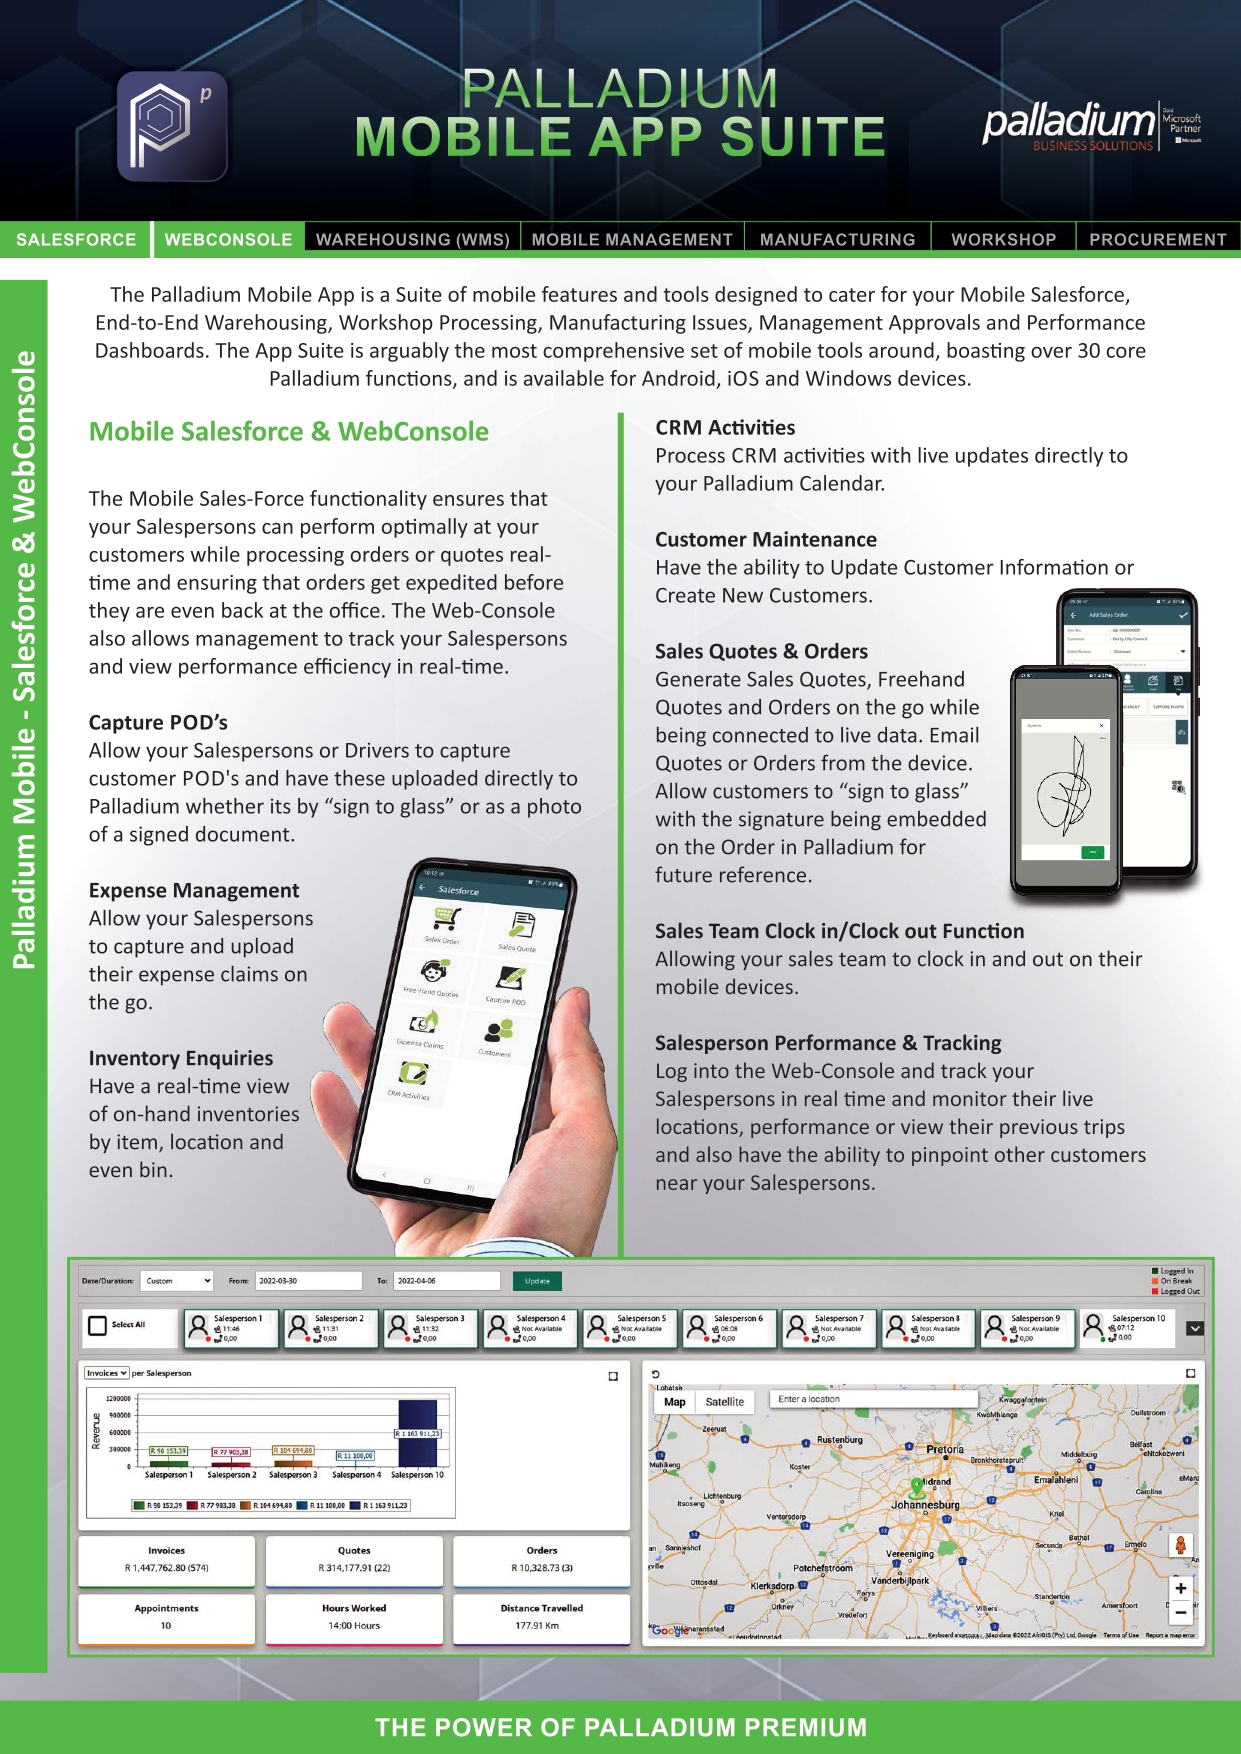 p
PALLADIUM
MOBILE APP SUITE
palladium
BUSINESS SOLUTIONS
Gold
Microsoft
Partner
Microsoft
SALESFORCE
WEBCONSOLE
WAREHOUSING (WMS)
MOBILE MANAGEMENT
MANUFACTURING
WORKSHOP
PROCUREMENT
Palladium Mobile - Salesforce & WebConsole
The Palladium Mobile App is a Suite of mobile features and tools designed to cater for your Mobile Salesforce,
End-to-End Warehousing, Workshop Processing, Manufacturing Issues, Management Approvals and Performance
Dashboards. The App Suite is arguably the most comprehensive set of mobile tools around, boasting over 30 core
Palladium functions, and is available for Android, iOS and Windows devices.
Mobile Salesforce & WebConsole
The Mobile Sales-Force functionality ensures that
your Salespersons can perform optimally at your
customers while processing orders or quotes real-
time and ensuring that orders get expedited before
they are even back at the office. The Web-Console
also allows management to track your Salespersons
and view performance efficiency in real-time.
Capture POD’s
Allow your Salespersons or Drivers to capture
customer POD's and have these uploaded directly to
Palladium whether its by “sign to glass” or as a photo
of a signed document.
Expense Management
Allow your Salespersons
to capture and upload
their expense claims on
the go.
Inventory Enquiries
Have a real-time view
of on-hand inventories
by item, location and
even bin.
10:12
Salesforce
Sales Order
Sales Quote
Free-Hand Quotes
Capture POD
Expense Claims
Customers
CRM Activities
CRM Activities
Process CRM activities with live updates directly to
your Palladium Calendar.
Customer Maintenance
Have the ability to Update Customer Information or
Create New Customers.
Sales Quotes & Orders
Generate Sales Quotes, Freehand
Quotes and Orders on the go while
being connected to live data. Email
Quotes or Orders from the device.
Allow customers to “sign to glass”
with the signature being embedded
on the Order in Palladium for
future reference.
Add Sales Order
CAPTURE PHOTO
Sales Team Clock in/Clock out Function
Allowing your sales team to clock in and out on their
mobile devices.
Salesperson Performance & Tracking
Log into the Web-Console and track your
Salespersons in real time and monitor their live
locations, performance or view their previous trips
and also have the ability to pinpoint other customers
near your Salespersons.
Date/Duration: Custom From: 2022-03-30 To: 2022-04-06 Update
Logged In
On Break
Logged Out
Select All
Salesperson 1
11:46
0,00
Salesperson 2
11:31
0,00
Salesperson 3
11:32
0,00
Salesperson 4
Not Available
0,00
Salesperson 5
Not Available
0,00
Salesperson 6
06:08
0,00
Salesperson 7
Not Available
0,00
Salesperson 8
Not Available
0,00
Salesperson 9
Not Available
0,00
Salesperson 10
07:12
0,00
Invoices per Salesperson
Revenue
1200000
900000
600000
300000
0
R 90 153,39
R 77 903,38
R 104 694,80
R 11 100,00
R 1 163 911,23
Salesperson 1 Salesperson 2 Salesperson 3 Salesperson 4 Salesperson 10
R 90 153,39 R 77 903,38 R 104 694,80 R 11 100,00 R 1 163 911,23
Invoices
R 1,447,762.80 (574)
Quotes
R 314,177.91 (22)
Orders
R 10,328.73 (3)
Appointments
10
Hours Worked
14:00 Hours
Distance Travelled
177.91 Km
Lobatse
Map Satellite
Enter a location
Kwaggafontein
KwaMhlanga
Dullstroom
Zeerust
Rustenburg
Pretoria
Belfast
eNtokozweni
Middelburg
Mahikeng
Koster
Bronkhorstspruit
Emalahleni
Midrand
Carolina
Lichtenburg
Itsoseng
Johannesburg
Ventersdorp
Kriel
Bethal
Sannieshof
Secunda
Ermelo
Vereeniging
Potchefstroom
Vanderbijlpark
Ottosdal
Klerksdorp
Parys
Standerton
Orkney
Villiers
Amersfoort
Vredefort
Google
Keyboard shortcuts Map data ©2022 AfriGIS (Pty) Ltd, Google Terms of Use Report a map error
THE POWER OF PALLADIUM PREMIUM